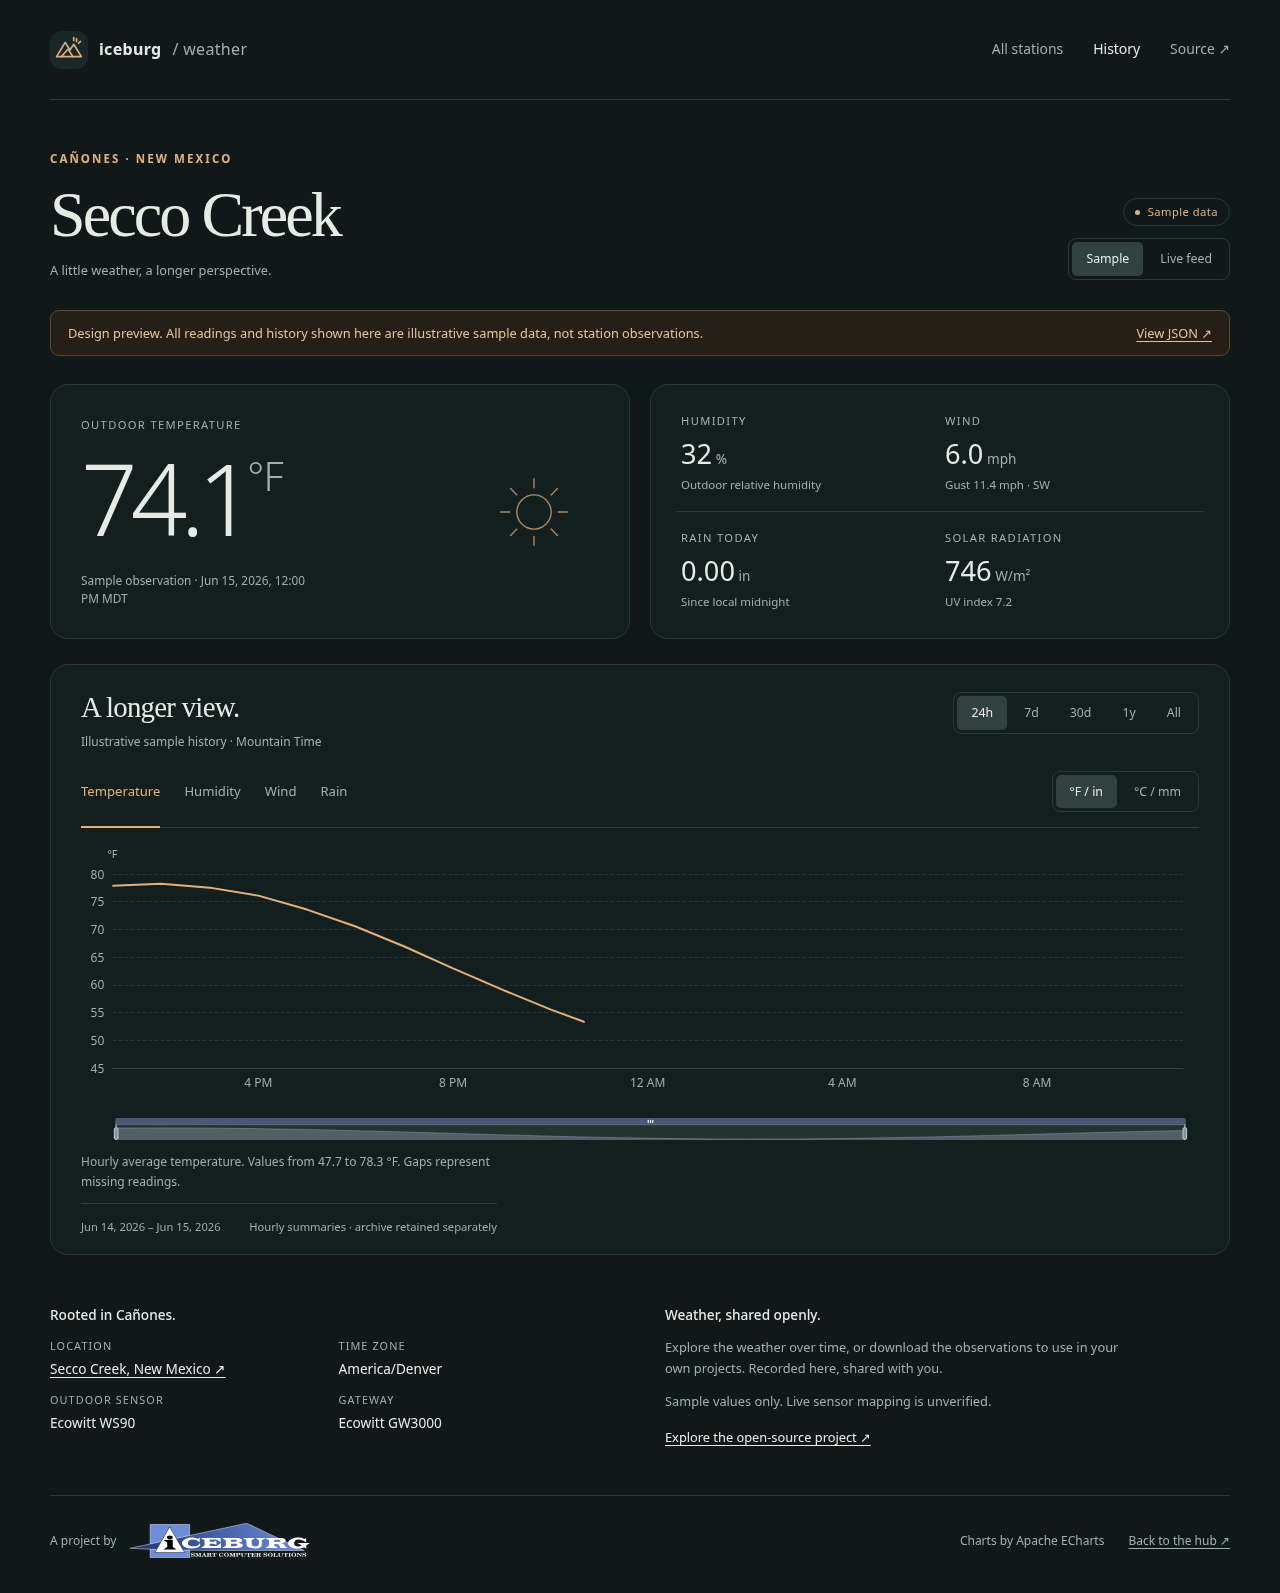 iceburg / weather
All stations History Source ↗
CAÑONES · NEW MEXICO
Secco Creek
A little weather, a longer perspective.
Sample data
Sample Live feed
Design preview. All readings and history shown here are illustrative sample data, not station observations.
View JSON ↗
OUTDOOR TEMPERATURE
74.1 °F
Sample observation · Jun 15, 2026, 12:00
PM MDT
HUMIDITY
32 %
Outdoor relative humidity
WIND
6.0 mph
Gust 11.4 mph · SW
RAIN TODAY
0.00 in
Since local midnight
SOLAR RADIATION
746 W/m²
UV index 7.2
A longer view.
Illustrative sample history · Mountain Time
24h 7d 30d 1y All
Temperature Humidity Wind Rain
°F / in °C / mm
°F
80
75
70
65
60
55
50
45
4 PM 8 PM 12 AM 4 AM 8 AM
Hourly average temperature. Values from 47.7 to 78.3 °F. Gaps represent
missing readings.
Jun 14, 2026 – Jun 15, 2026 Hourly summaries · archive retained separately
Rooted in Cañones.
LOCATION
Secco Creek, New Mexico ↗
TIME ZONE
America/Denver
OUTDOOR SENSOR
Ecowitt WS90
GATEWAY
Ecowitt GW3000
Weather, shared openly.
Explore the weather over time, or download the observations to use in your
own projects. Recorded here, shared with you.
Sample values only. Live sensor mapping is unverified.
Explore the open-source project ↗
A project by
iCEBURG
SMART COMPUTER SOLUTIONS
Charts by Apache ECharts Back to the hub ↗